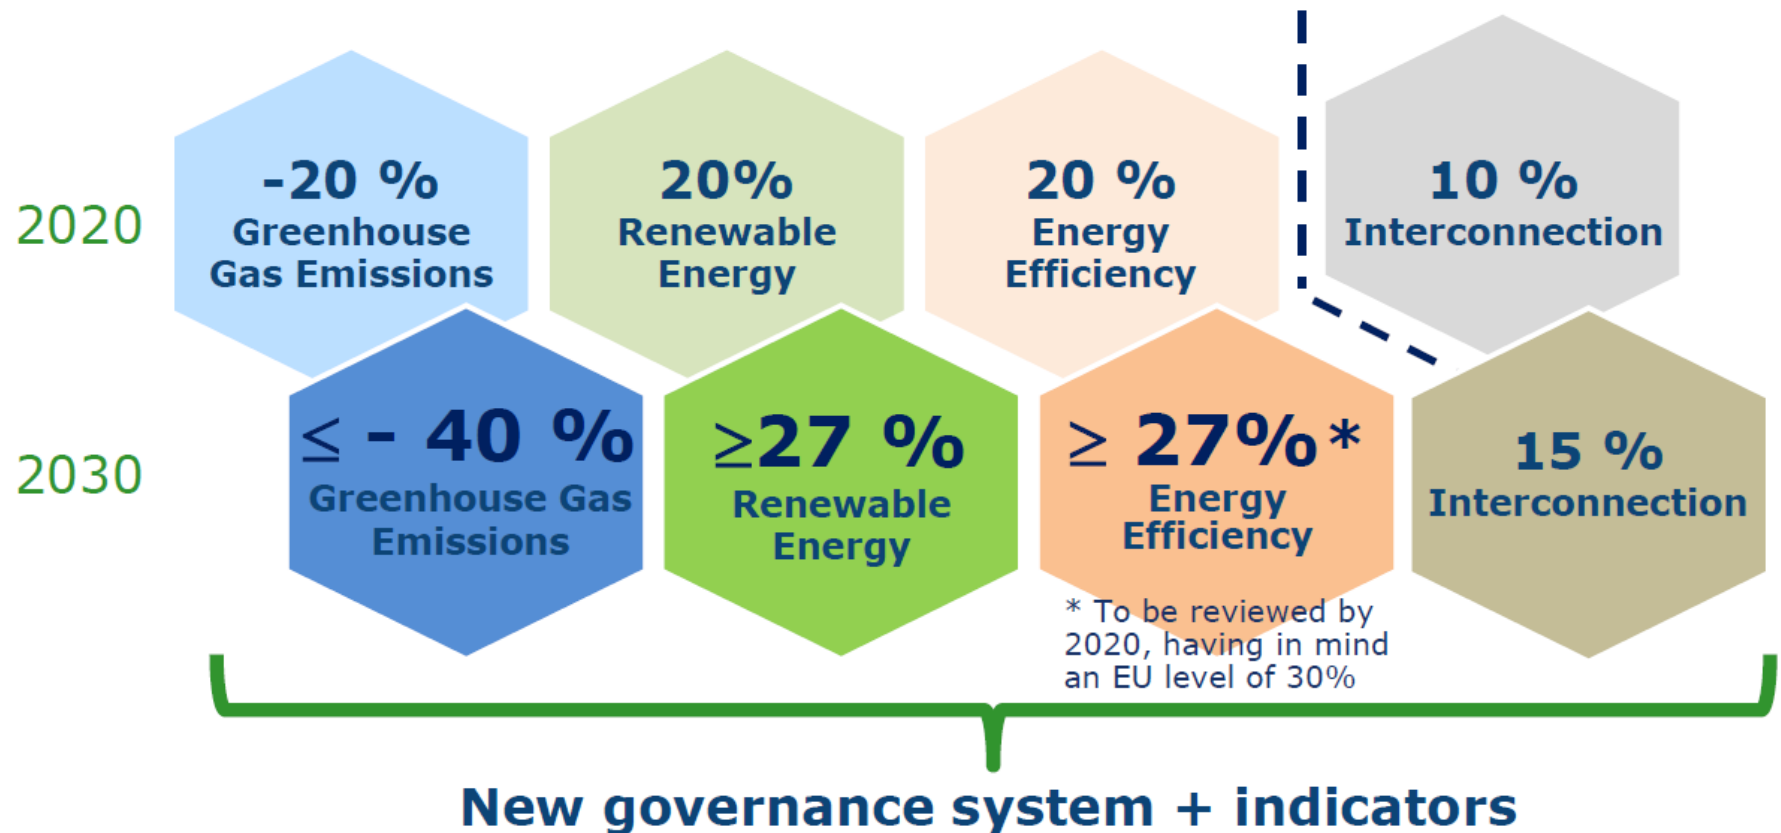 2020
-20 %
Greenhouse
Gas Emissions
20%
Renewable
Energy
20 %
Energy
Efficiency
10 %
Interconnection
2030
≤ - 40 %
Greenhouse Gas
Emissions
≥27 %
Renewable
Energy
≥ 27% *
Energy
Efficiency
* To be reviewed by
2020, having in mind
an EU level of 30%
15 %
Interconnection
New governance system + indicators